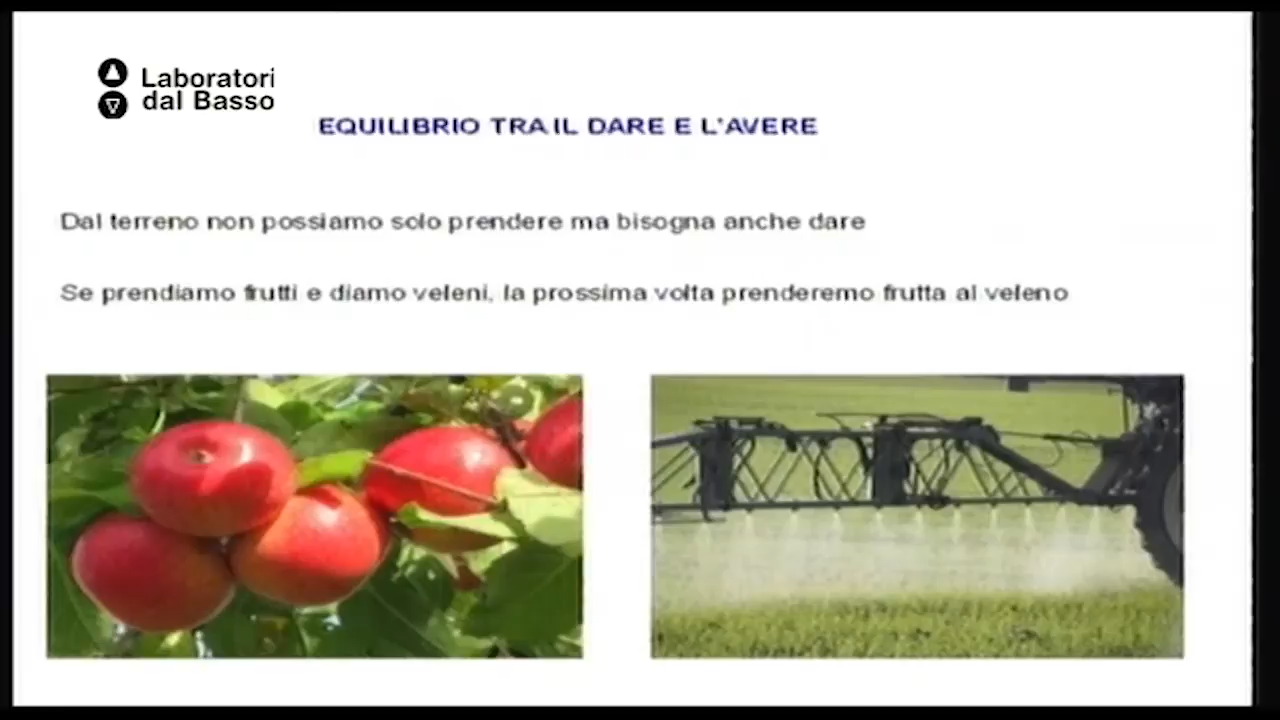 Laboratori
dal Basso
EQUILIBRIO TRA IL DARE E L'AVERE
Dal terreno non possiamo solo prendere ma bisogna anche dare
Se prendiamo frutti e diamo veleni, la prossima volta prenderemo frutta al veleno